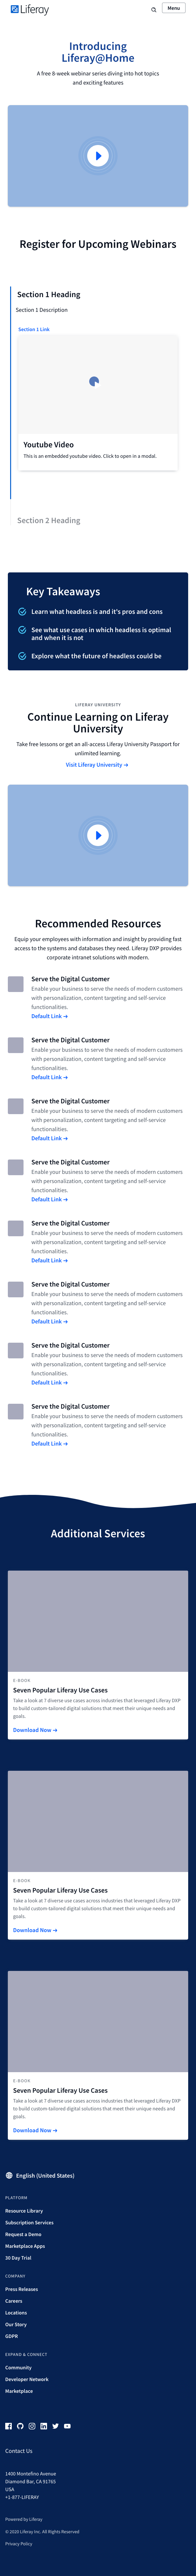 Liferay
Menu
Introducing
Liferay@Home
A free 8-week webinar series diving into hot topics
and exciting features
Register for Upcoming Webinars
Section 1 Heading
Section 1 Description
Section 1 Link
Youtube Video
This is an embedded youtube video. Click to open in a modal.
Section 2 Heading
Key Takeaways
Learn what headless is and it's pros and cons
See what use cases in which headless is optimal
and when it is not
Explore what the future of headless could be
LIFERAY UNIVERSITY
Continue Learning on Liferay
University
Take free lessons or get an all-access Liferay University Passport for
unlimited learning.
Visit Liferay University →
Recommended Resources
Equip your employees with information and insight by providing fast
access to the systems and databases they need. Liferay DXP provides
corporate intranet solutions with modern.
Serve the Digital Customer
Enable your business to serve the needs of modern customers
with personalization, content targeting and self-service
functionalities.
Default Link →
Serve the Digital Customer
Enable your business to serve the needs of modern customers
with personalization, content targeting and self-service
functionalities.
Default Link →
Serve the Digital Customer
Enable your business to serve the needs of modern customers
with personalization, content targeting and self-service
functionalities.
Default Link →
Serve the Digital Customer
Enable your business to serve the needs of modern customers
with personalization, content targeting and self-service
functionalities.
Default Link →
Serve the Digital Customer
Enable your business to serve the needs of modern customers
with personalization, content targeting and self-service
functionalities.
Default Link →
Serve the Digital Customer
Enable your business to serve the needs of modern customers
with personalization, content targeting and self-service
functionalities.
Default Link →
Serve the Digital Customer
Enable your business to serve the needs of modern customers
with personalization, content targeting and self-service
functionalities.
Default Link →
Serve the Digital Customer
Enable your business to serve the needs of modern customers
with personalization, content targeting and self-service
functionalities.
Default Link →
Additional Services
E-BOOK
Seven Popular Liferay Use Cases
Take a look at 7 diverse use cases across industries that leveraged Liferay DXP
to build custom-tailored digital solutions that meet their unique needs and
goals.
Download Now →
E-BOOK
Seven Popular Liferay Use Cases
Take a look at 7 diverse use cases across industries that leveraged Liferay DXP
to build custom-tailored digital solutions that meet their unique needs and
goals.
Download Now →
E-BOOK
Seven Popular Liferay Use Cases
Take a look at 7 diverse use cases across industries that leveraged Liferay DXP
to build custom-tailored digital solutions that meet their unique needs and
goals.
Download Now →
English (United States)
PLATFORM
Resource Library
Subscription Services
Request a Demo
Marketplace Apps
30 Day Trial
COMPANY
Press Releases
Careers
Locations
Our Story
GDPR
EXPAND & CONNECT
Community
Developer Network
Marketplace
Contact Us
1400 Montefino Avenue
Diamond Bar, CA 91765
USA
+1-877-LIFERAY
Powered by Liferay
© 2020 Liferay Inc. All Rights Reserved
Privacy Policy